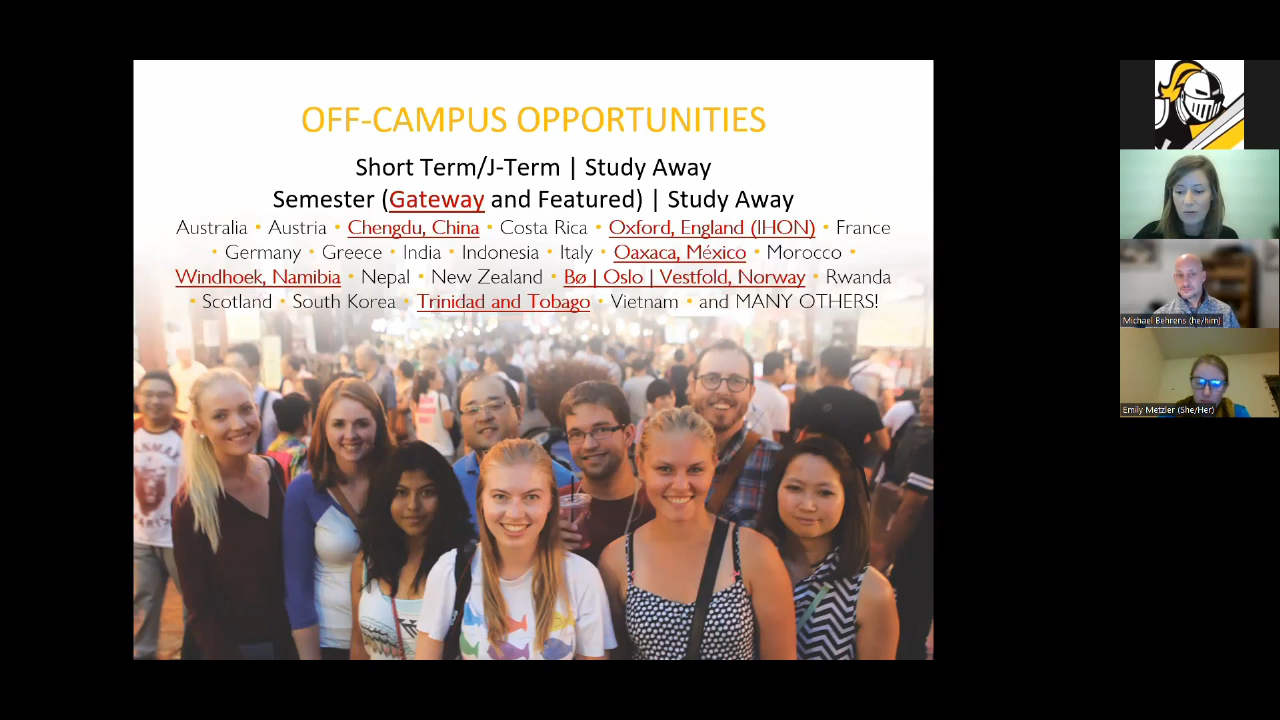 OFF-CAMPUS OPPORTUNITIES
Short Term/J-Term | Study Away
Semester (Gateway and Featured) | Study Away
Australia • Austria • Chengdu, China • Costa Rica • Oxford, England (IHON) • France
• Germany • Greece • India • Indonesia • Italy • Oaxaca, México • Morocco •
Windhoek, Namibia • Nepal • New Zealand • Bø | Oslo | Vestfold, Norway • Rwanda
• Scotland • South Korea • Trinidad and Tobago • Vietnam • and MANY OTHERS!
Michael Behrens (he/him)
Emily Metzler (She/Her)